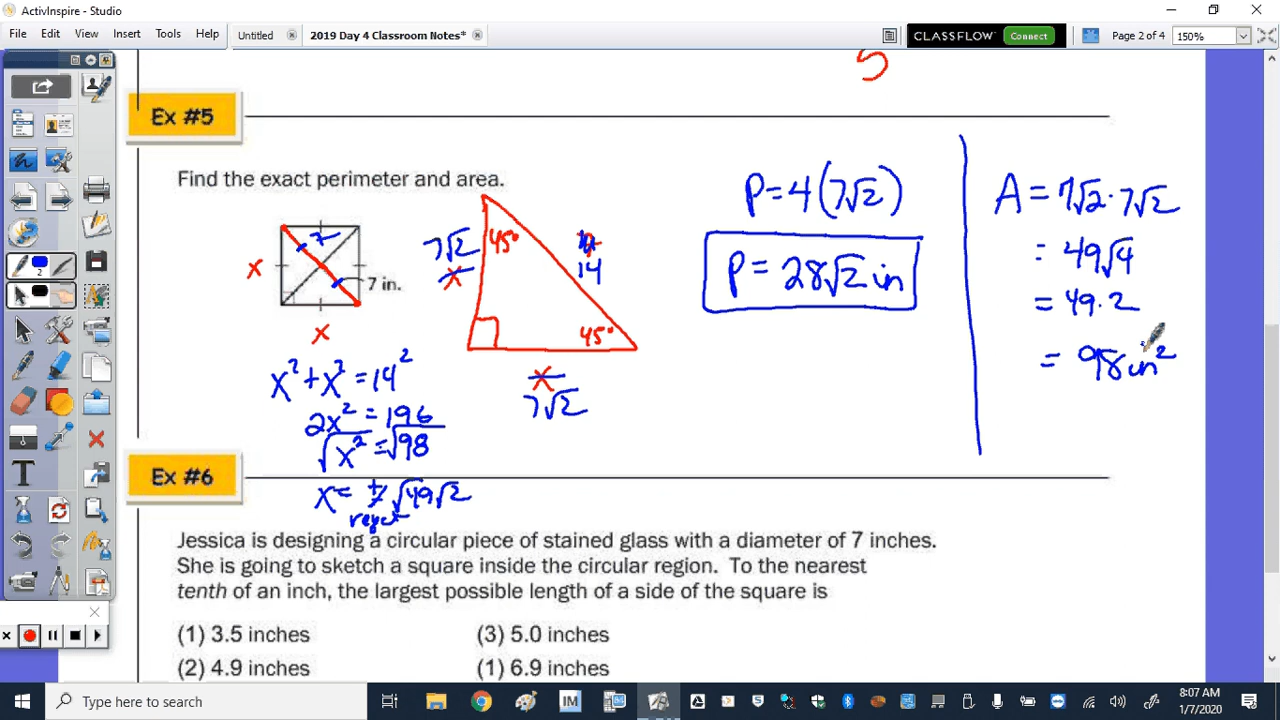 ActivInspire - Studio
File Edit View Insert Tools Help
Untitled
2019 Day 4 Classroom Notes*
CLASSFLOW Connect
Page 2 of 4
150%
5
Ex #5
Find the exact perimeter and area.
7
7 in.
x
x
7√2
x
45°
14
45°
x
7√2
x² + x² = 14²
2x² = 196
√x² = √98
x = ± √49√2
reject
P = 4(7√2)
P = 28√2 in
A = 7√2 · 7√2
= 49√4
= 49 · 2
= 98 in²
Ex #6
Jessica is designing a circular piece of stained glass with a diameter of 7 inches.
She is going to sketch a square inside the circular region. To the nearest
tenth of an inch, the largest possible length of a side of the square is
(1) 3.5 inches (3) 5.0 inches
(2) 4.9 inches (1) 6.9 inches
Type here to search
IM
8:07 AM
1/7/2020